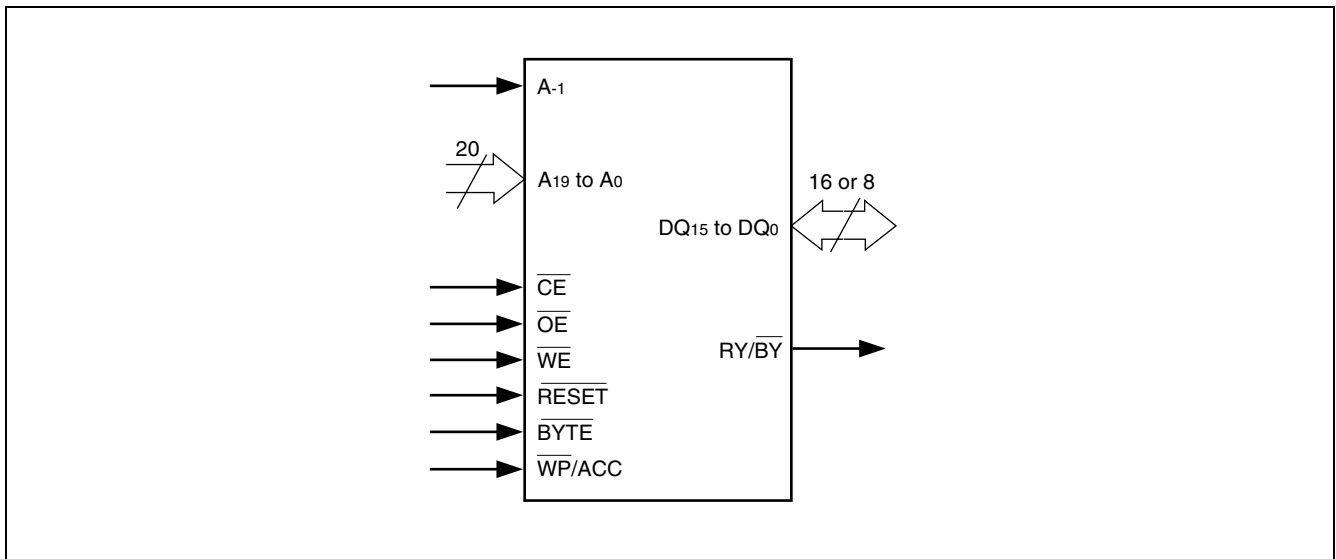 A-1
20
A19 to A0
16 or 8
DQ15 to DQ0
CE
OE
WE
RY/BY
RESET
BYTE
WP/ACC